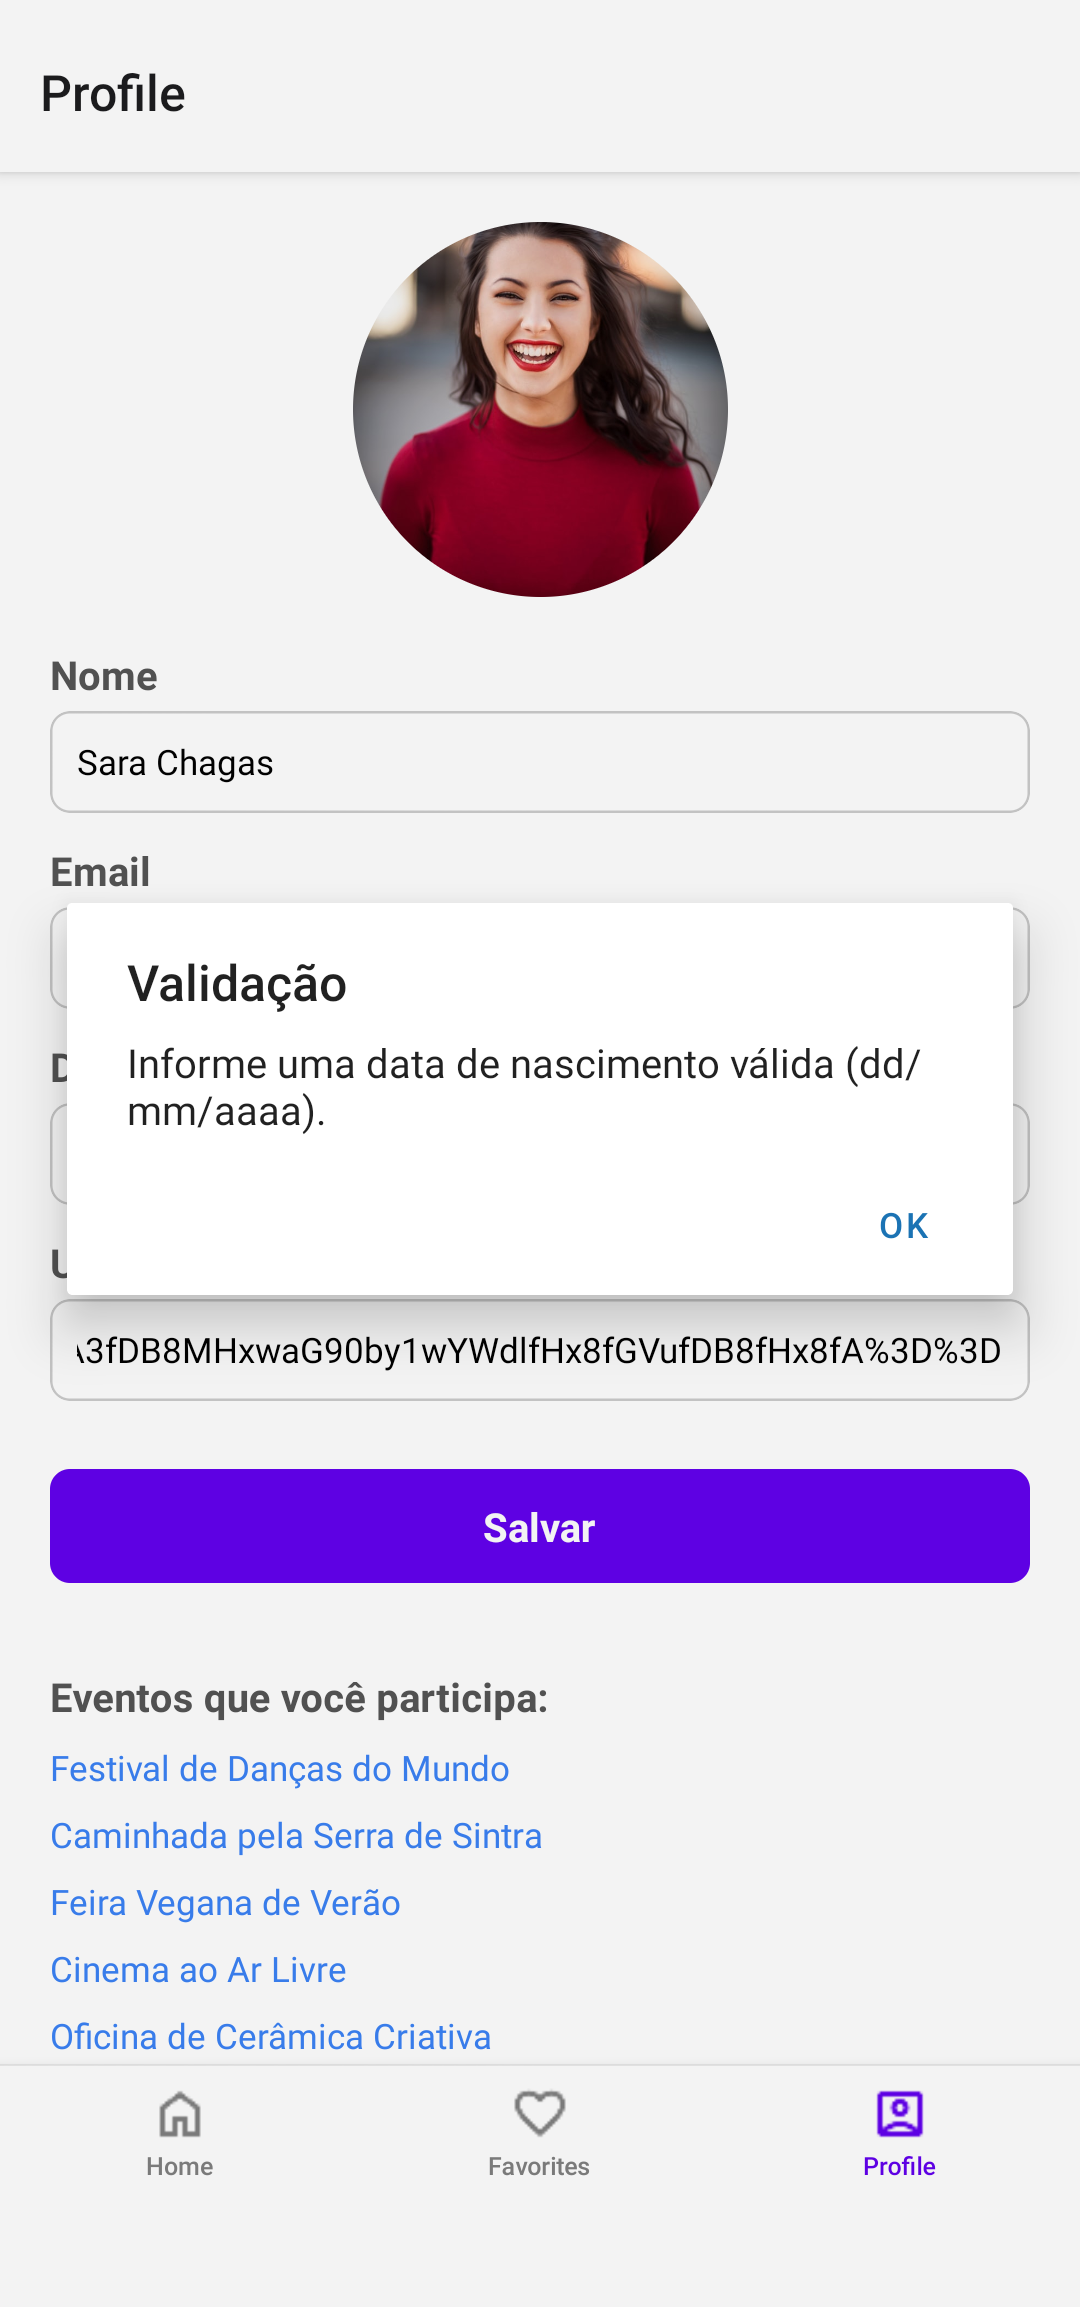 Profile
Nome
Sara Chagas
Email
Validação
Informe uma data de nascimento válida (dd/
mm/aaaa).
OK
3fDB8MHxwaG90by1wYWdlfHx8fGVufDB8fHx8fA%3D%3D
Salvar
Eventos que você participa:
Festival de Danças do Mundo
Caminhada pela Serra de Sintra
Feira Vegana de Verão
Cinema ao Ar Livre
Oficina de Cerâmica Criativa
Home
Favorites
Profile